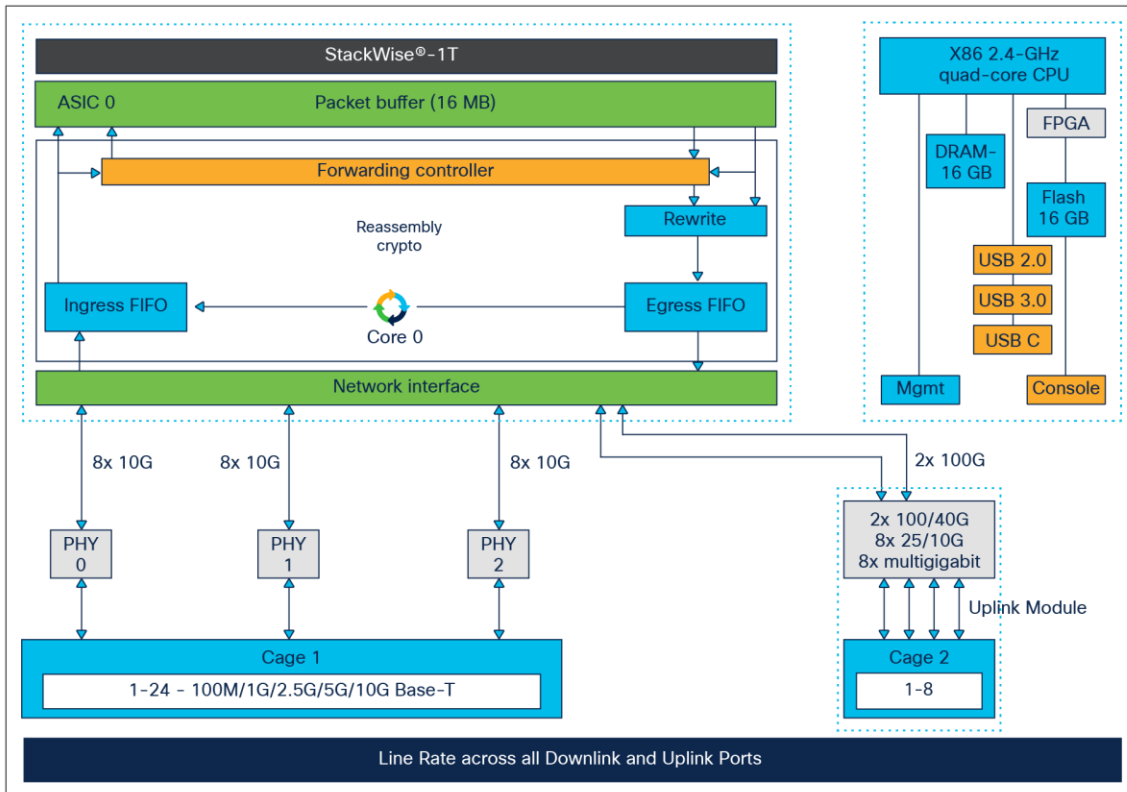 StackWise®-1T
ASIC 0
Packet buffer (16 MB)
Forwarding controller
Reassembly
crypto
Rewrite
Ingress FIFO
Core 0
Egress FIFO
Network interface
X86 2.4-GHz
quad-core CPU
FPGA
DRAM-
16 GB
Flash
16 GB
USB 2.0
USB 3.0
USB C
Mgmt
Console
8x 10G
8x 10G
8x 10G
2x 100G
PHY
0
PHY
1
PHY
2
2x 100/40G
8x 25/10G
8x multigigabit
Uplink Module
Cage 1
1-24 - 100M/1G/2.5G/5G/10G Base-T
Cage 2
1-8
Line Rate across all Downlink and Uplink Ports